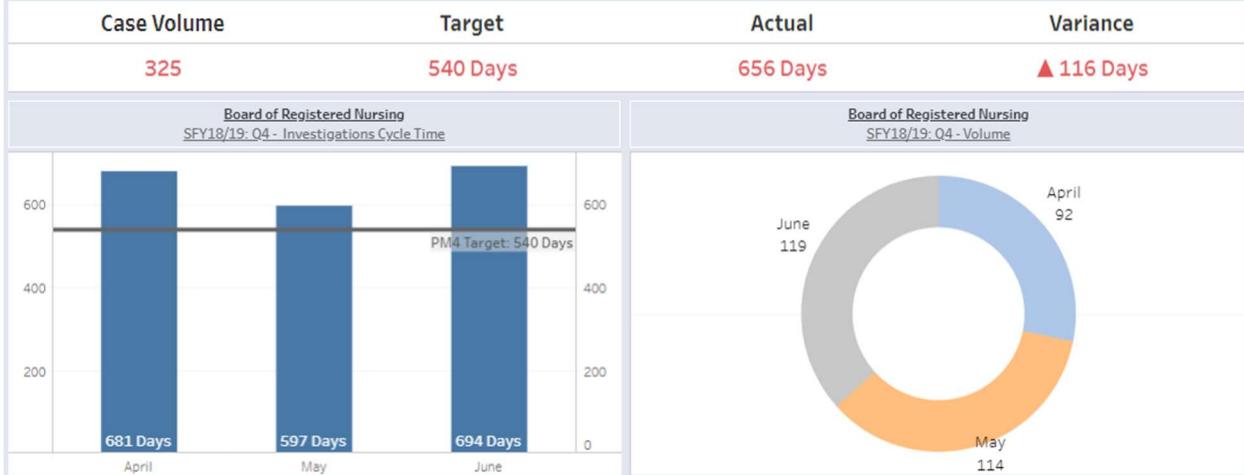 Case Volume Target Actual Variance
325 540 Days 656 Days ▲ 116 Days
Board of Registered Nursing
SFY18/19: Q4 - Investigations Cycle Time
600
400
200
PM4 Target: 540 Days
600
400
200
0
681 Days 597 Days 694 Days
April May June
Board of Registered Nursing
SFY18/19: Q4 - Volume
April
92
June
119
May
114